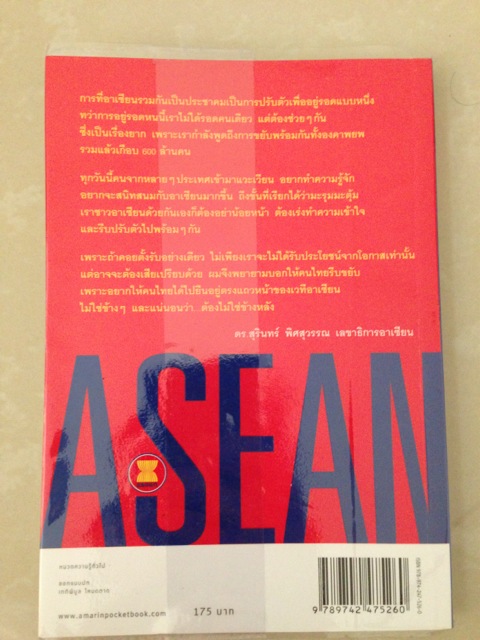 การที่อาเซียนรวมกันเป็นประชาคมเป็นการปรับตัวเพื่ออยู่รอดแบบหนึ่ง
ทว่าการอยู่รอดหนนี้เราไม่ได้รอดคนเดียว แต่ต้องช่วยๆ กัน
ซึ่งเป็นเรื่องยาก เพราะเรากำลังพูดถึงการขยับพร้อมกันทั้งองคาพยพ
รวมแล้วเกือบ 600 ล้านคน
ทุกวันนี้คนจากหลายๆ ประเทศเข้ามาแวะเวียน อยากทำความรู้จัก
อยากจะสนิทสนมกับอาเซียนมากขึ้น ถึงขั้นที่เรียกได้ว่ามะรุมมะตุ้ม
เราชาวอาเซียนด้วยกันเองก็ต้องอย่าน้อยหน้า ต้องเร่งทำความเข้าใจ
และรีบปรับตัวไปพร้อมๆ กัน
เพราะถ้าคอยตั้งรับอย่างเดียว ไม่เพียงเราจะไม่ได้รับประโยชน์จากโอกาสเท่านั้น
แต่อาจจะต้องเสียเปรียบด้วย ผมจึงพยายามบอกให้คนไทยรีบขยับ
เพราะอยากให้คนไทยได้ไปยืนอยู่ตรงแถวหน้าของเวทีอาเซียน
ไม่ใช่ข้างๆ และแน่นอนว่า ต้องไม่ใช่ข้างหลัง
ดร.สุรินทร์ พิศสุวรรณ เลขาธิการอาเซียน
ASEAN
หมวดความรู้ทั่วไป
ออกแบบปก
www.amarinpocketbook.com
175 บาท
9 789742 475260